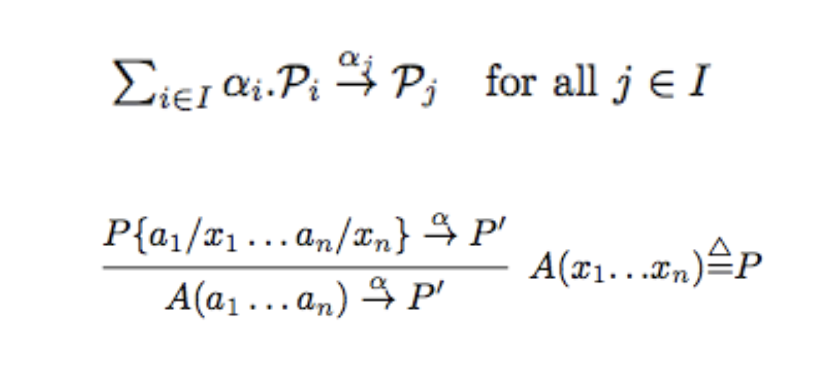 ∑_{i∈I} α_i.𝒫_i →^{α_j} 𝒫_j for all j ∈ I
P{a_1/x_1 … a_n/x_n} →^{α} P′
A(a_1 … a_n) →^{α} P′
A(x_1…x_n)≜P